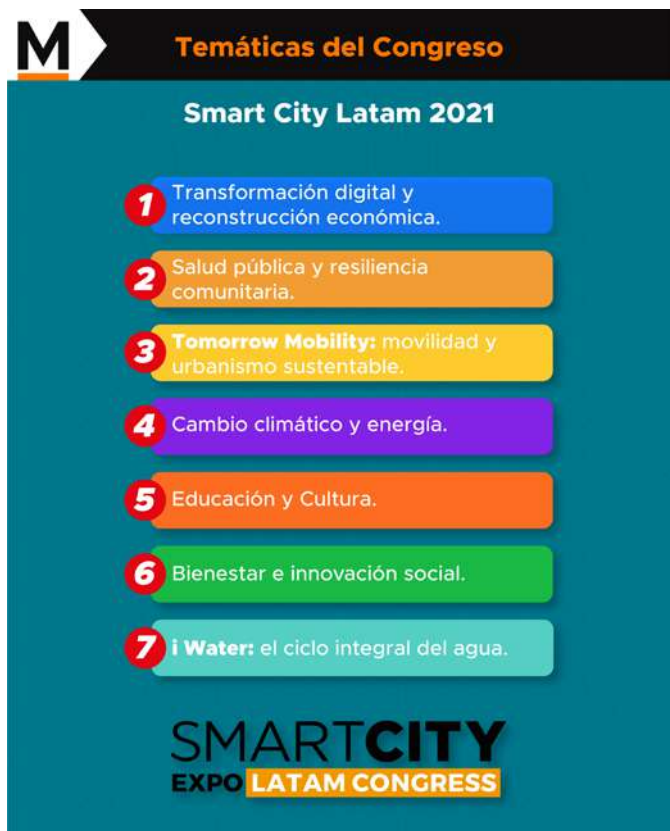 M
Temáticas del Congreso
Smart City Latam 2021
1
Transformación digital y
reconstrucción económica.
2
Salud pública y resiliencia
comunitaria.
3
Tomorrow Mobility: movilidad y
urbanismo sustentable.
4
Cambio climático y energía.
5
Educación y Cultura.
6
Bienestar e innovación social.
7
i Water: el ciclo integral del agua.
SMARTCITY
EXPO LATAM CONGRESS